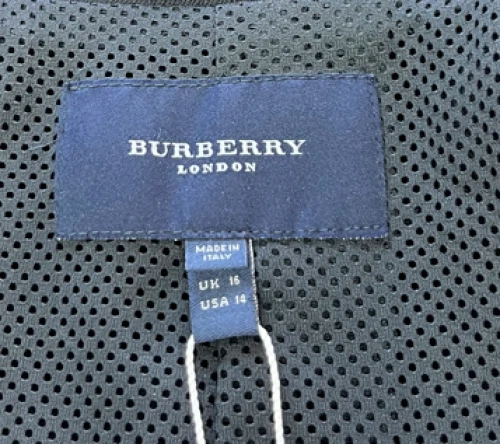 BURBERRY
LONDON
MADE IN
ITALY
UK 16
USA 14